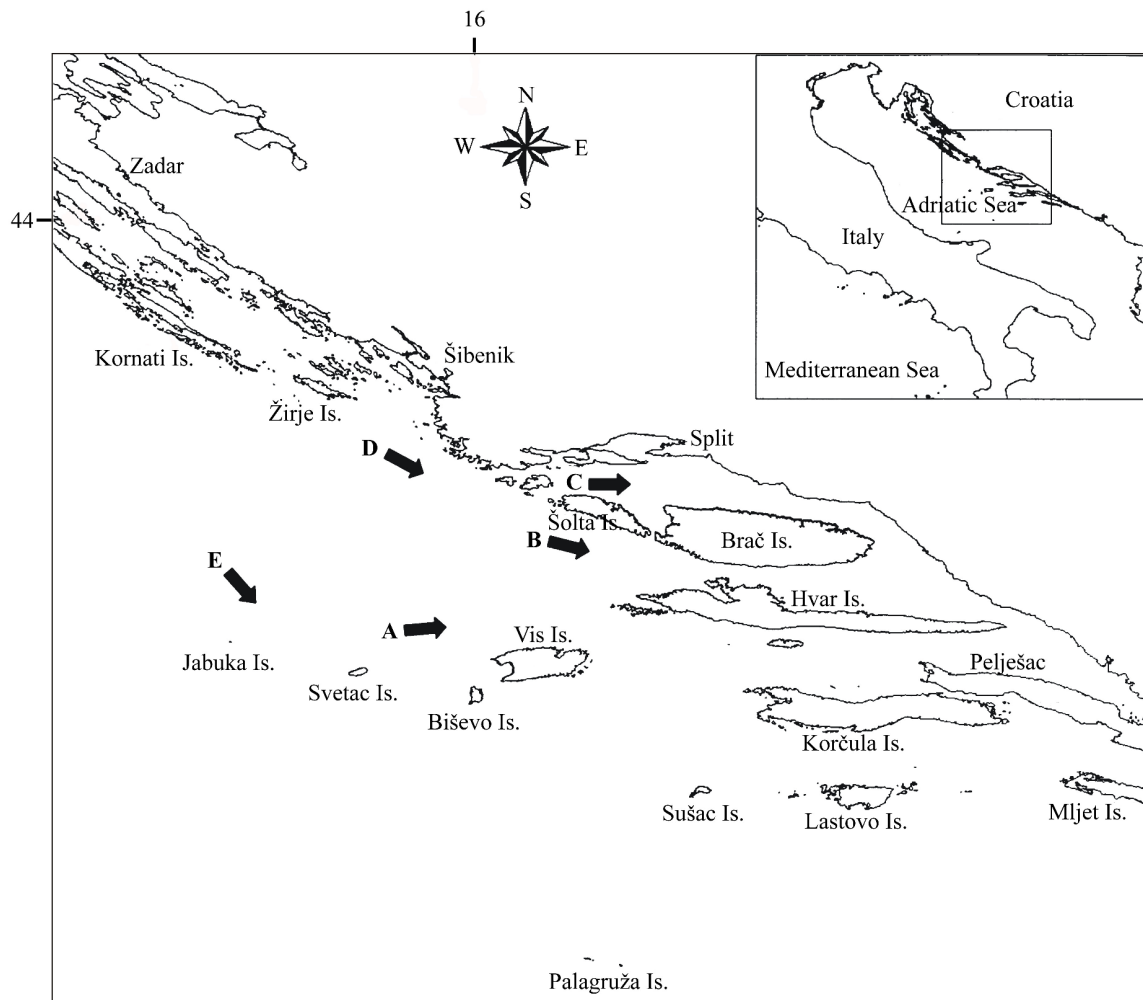 16
N
W
E
S
Croatia
Zadar
44
Adriatic Sea
Italy
Kornati Is.
Šibenik
Mediterranean Sea
Žirje Is.
D
Split
C
Šolta Is.
B
Brač Is.
E
Hvar Is.
A
Vis Is.
Jabuka Is.
Pelješac
Svetac Is.
Biševo Is.
Korčula Is.
Sušac Is.
Lastovo Is.
Mljet Is.
Palagruža Is.